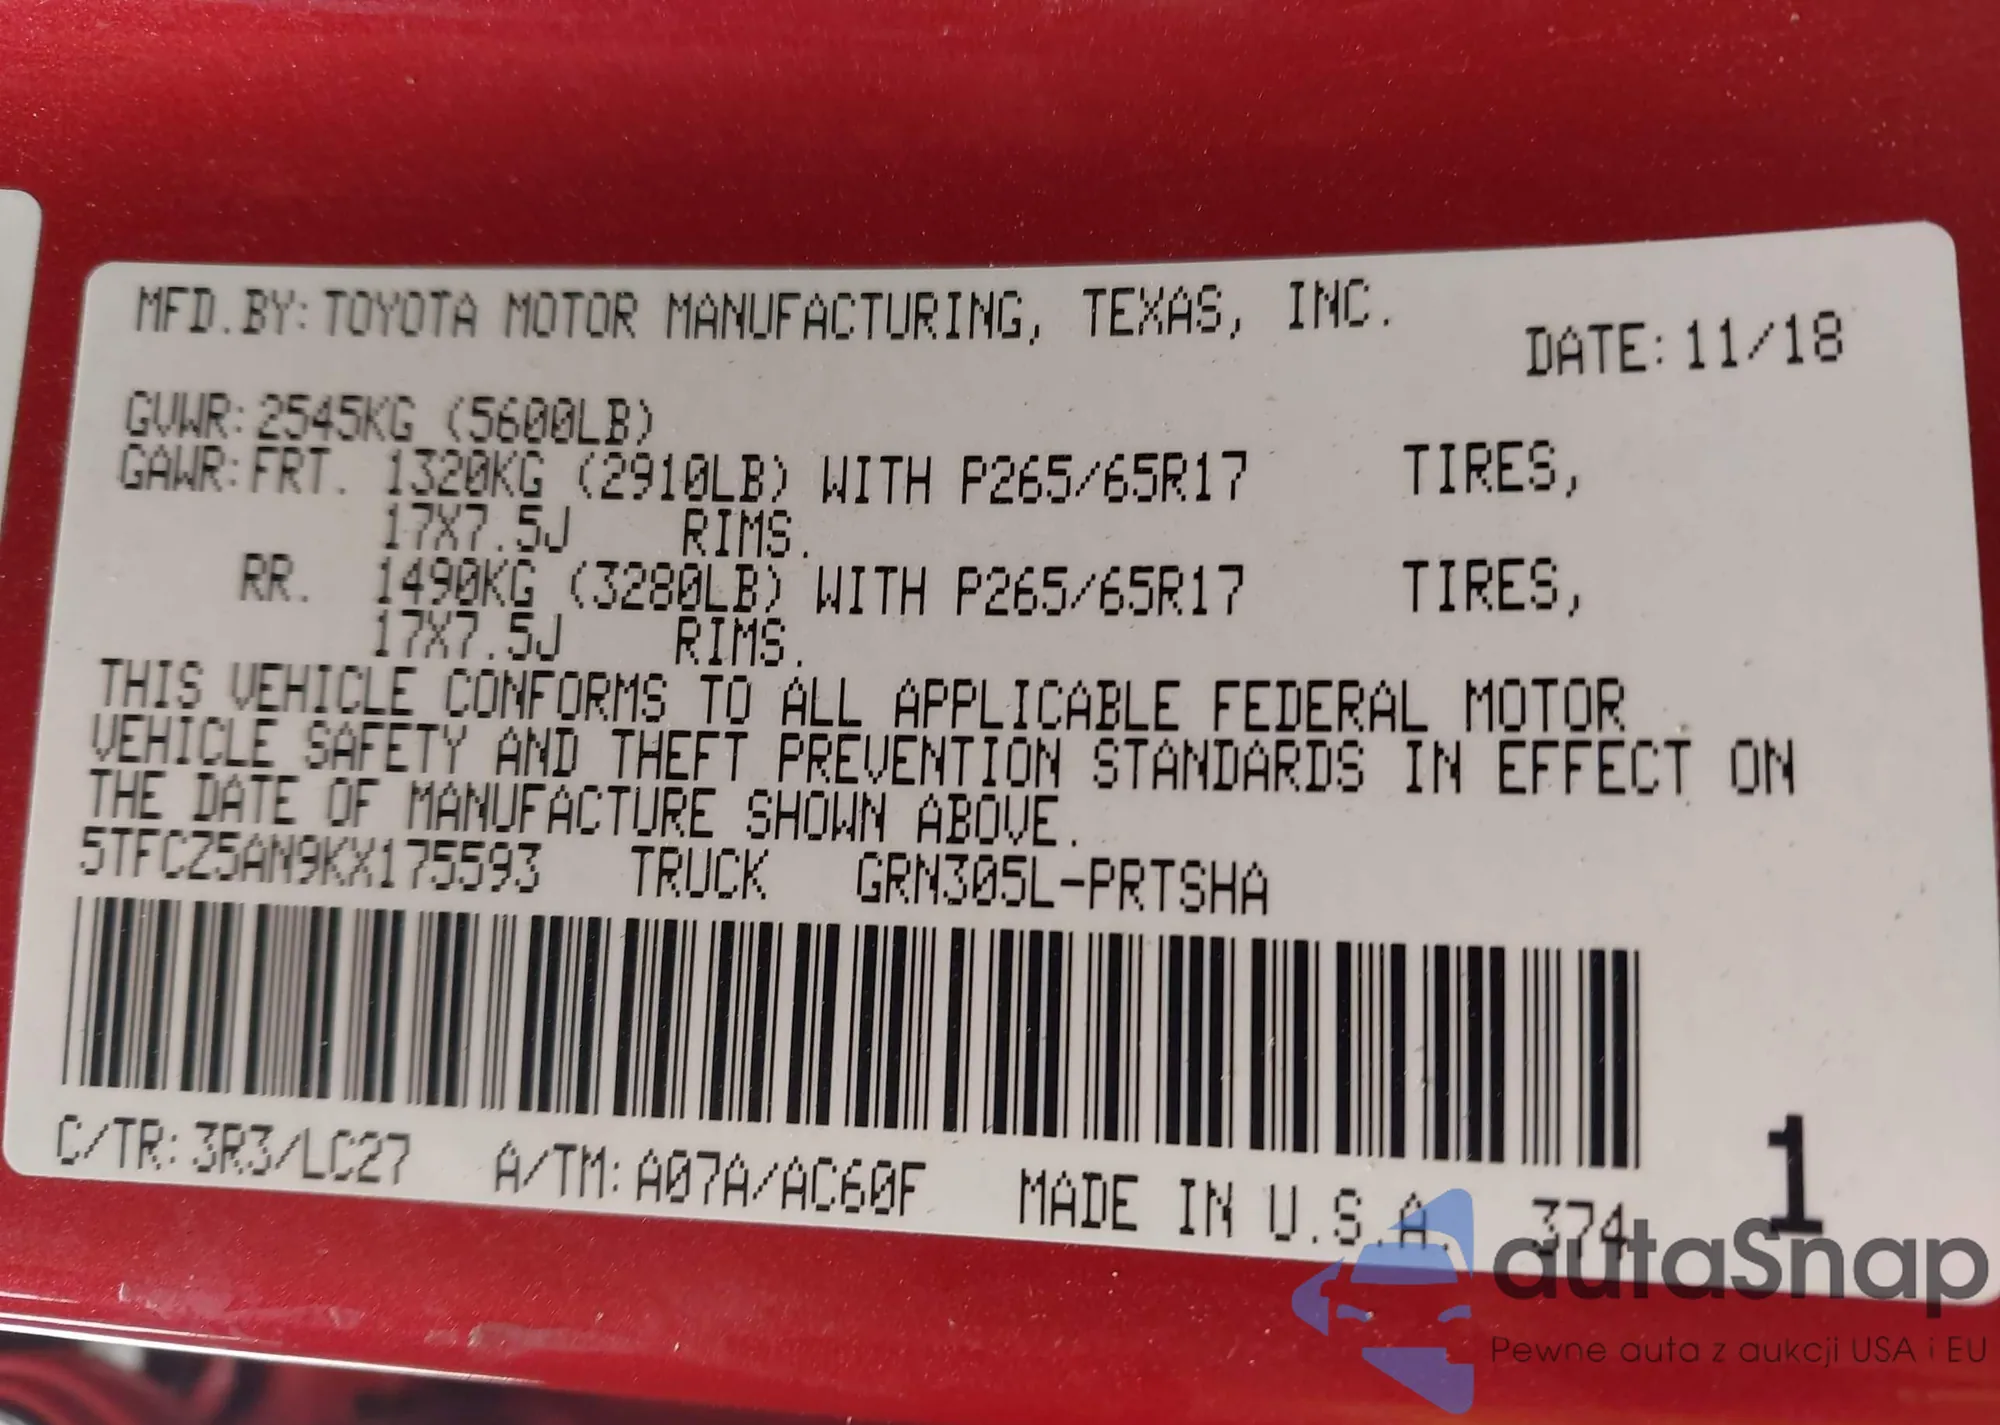 MFD.BY: TOYOTA MOTOR MANUFACTURING, TEXAS, INC. DATE: 11/18
GVWR: 2545KG (5600LB)
GAWR: FRT. 1320KG (2910LB) WITH P265/65R17 TIRES,
17X7.5J RIMS.
RR. 1490KG (3280LB) WITH P265/65R17 TIRES,
17X7.5J RIMS.
THIS VEHICLE CONFORMS TO ALL APPLICABLE FEDERAL MOTOR
VEHICLE SAFETY AND THEFT PREVENTION STANDARDS IN EFFECT ON
THE DATE OF MANUFACTURE SHOWN ABOVE.
5TFCZ5AN9KX175593 TRUCK GRN305L-PRTSHA
C/TR: 3R3/LC27 A/TM: A07A/AC60F MADE IN U.S.A. 374
1
autaSnap
Pewne auta z aukcji USA i EU